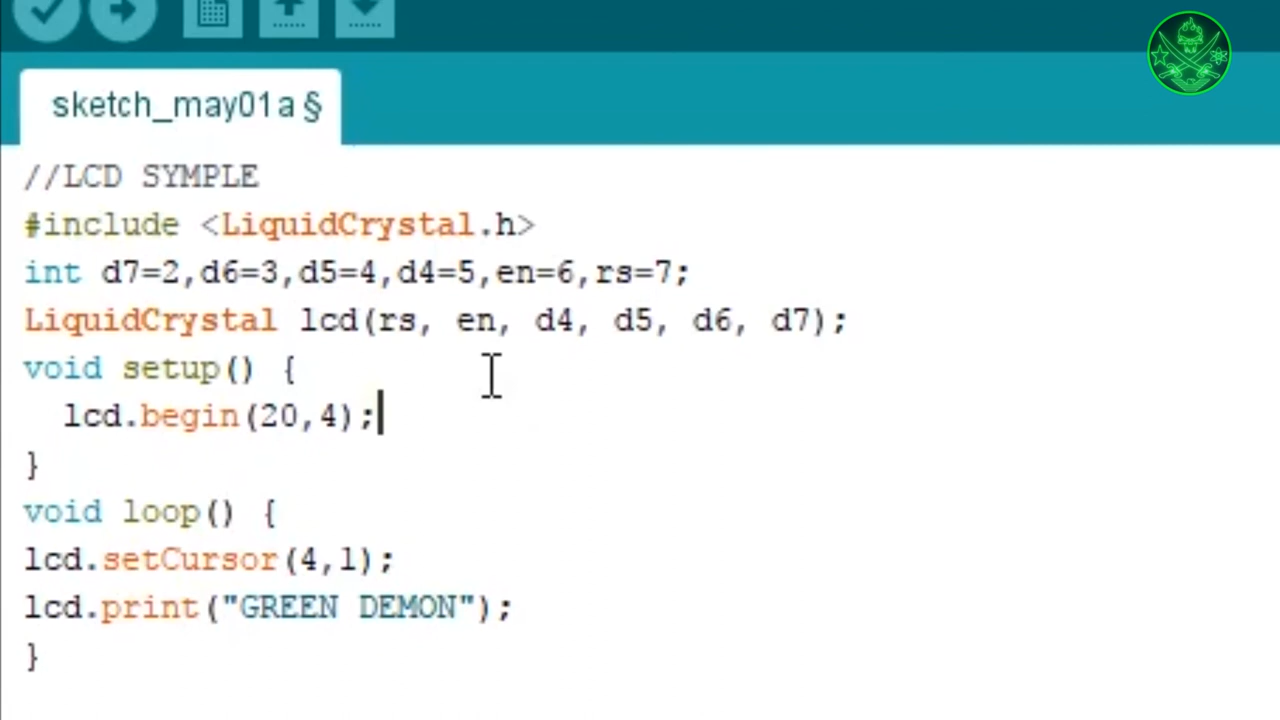 sketch_may01a §
//LCD SYMPLE
#include <LiquidCrystal.h>
int d7=2,d6=3,d5=4,d4=5,en=6,rs=7;
LiquidCrystal lcd(rs, en, d4, d5, d6, d7);
void setup() {
  lcd.begin(20,4);
}
void loop() {
lcd.setCursor(4,1);
lcd.print("GREEN DEMON");
}